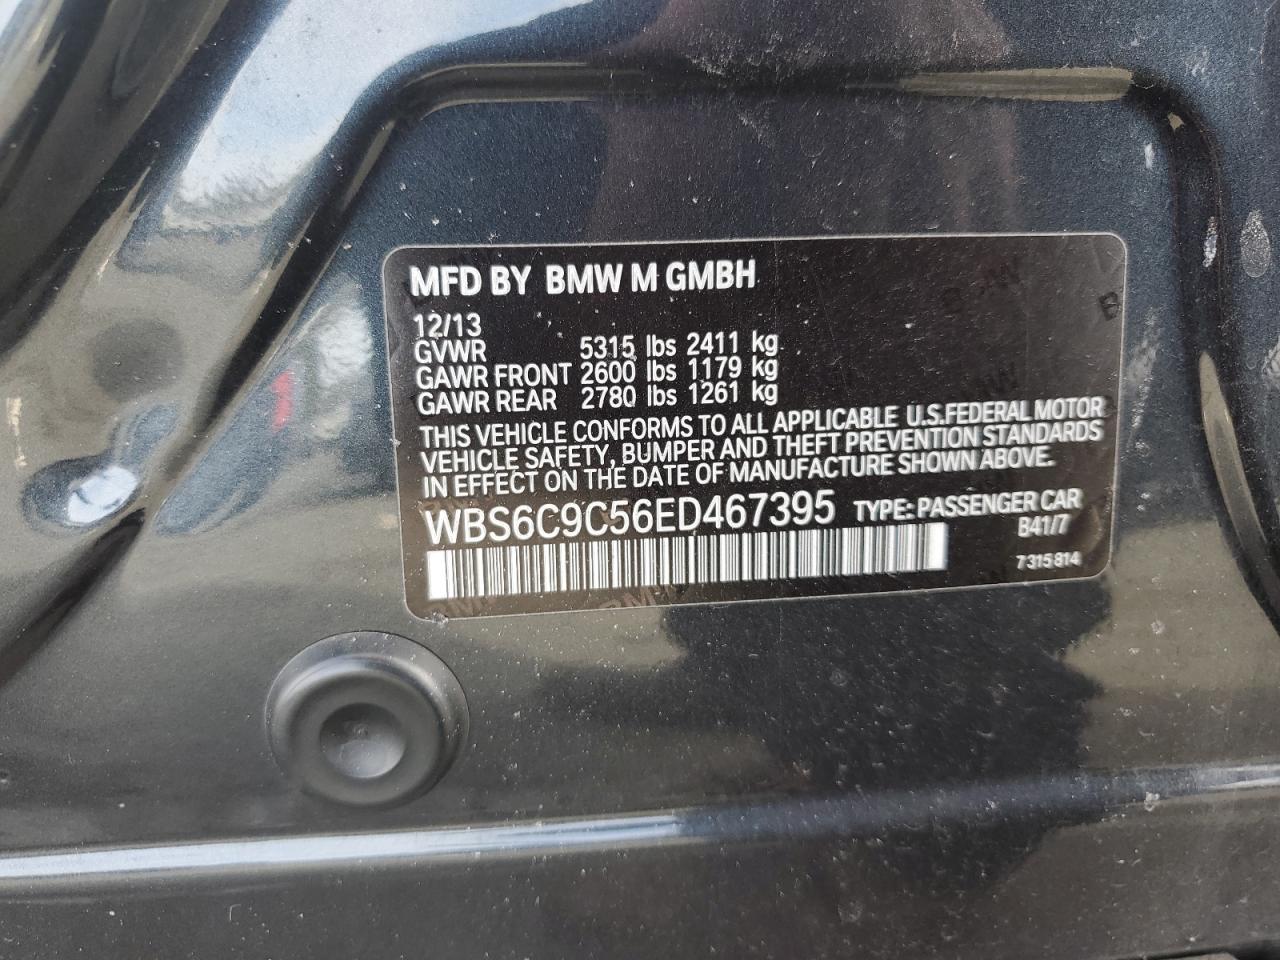 MFD BY BMW M GMBH
12/13
GVWR 5315 lbs 2411 kg
GAWR FRONT 2600 lbs 1179 kg
GAWR REAR 2780 lbs 1261 kg
THIS VEHICLE CONFORMS TO ALL APPLICABLE U.S.FEDERAL MOTOR
VEHICLE SAFETY, BUMPER AND THEFT PREVENTION STANDARDS
IN EFFECT ON THE DATE OF MANUFACTURE SHOWN ABOVE.
WBS6C9C56ED467395 TYPE: PASSENGER CAR
B41/7
7315814